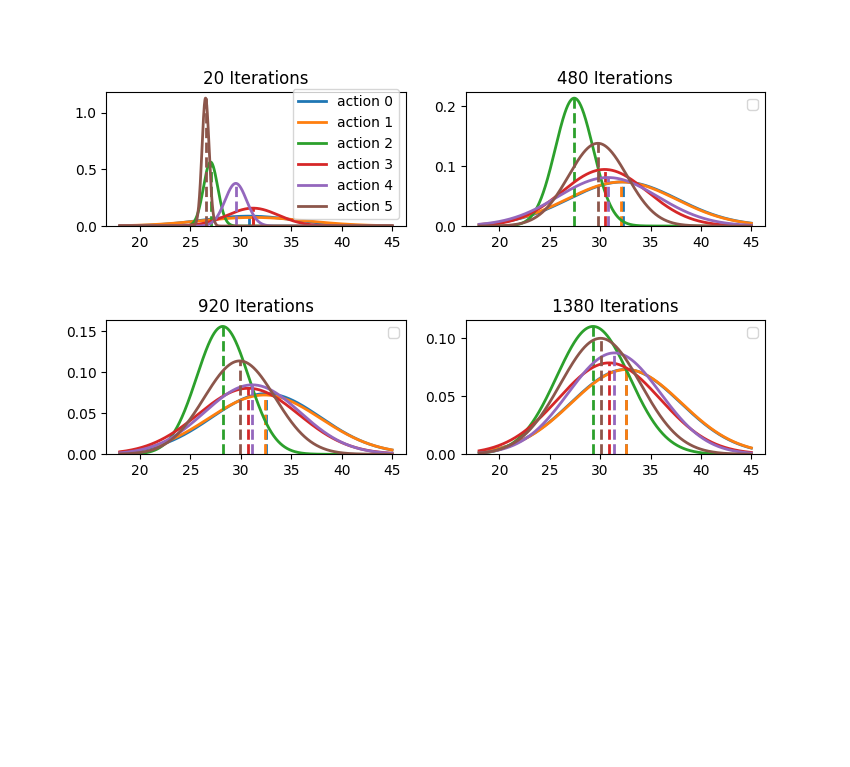 20 Iterations
1.0
0.5
0.0
20 25 30 35 40 45
action 0
action 1
action 2
action 3
action 4
action 5
480 Iterations
0.2
0.1
0.0
20 25 30 35 40 45
920 Iterations
0.15
0.10
0.05
0.00
20 25 30 35 40 45
1380 Iterations
0.10
0.05
0.00
20 25 30 35 40 45